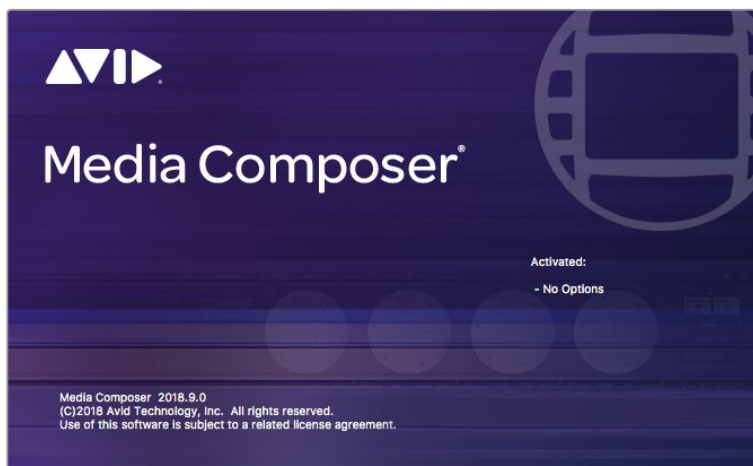 AVID
Media Composer®
Activated:
- No Options
Media Composer 2018.9.0
(C)2018 Avid Technology, Inc. All rights reserved.
Use of this software is subject to a related license agreement.